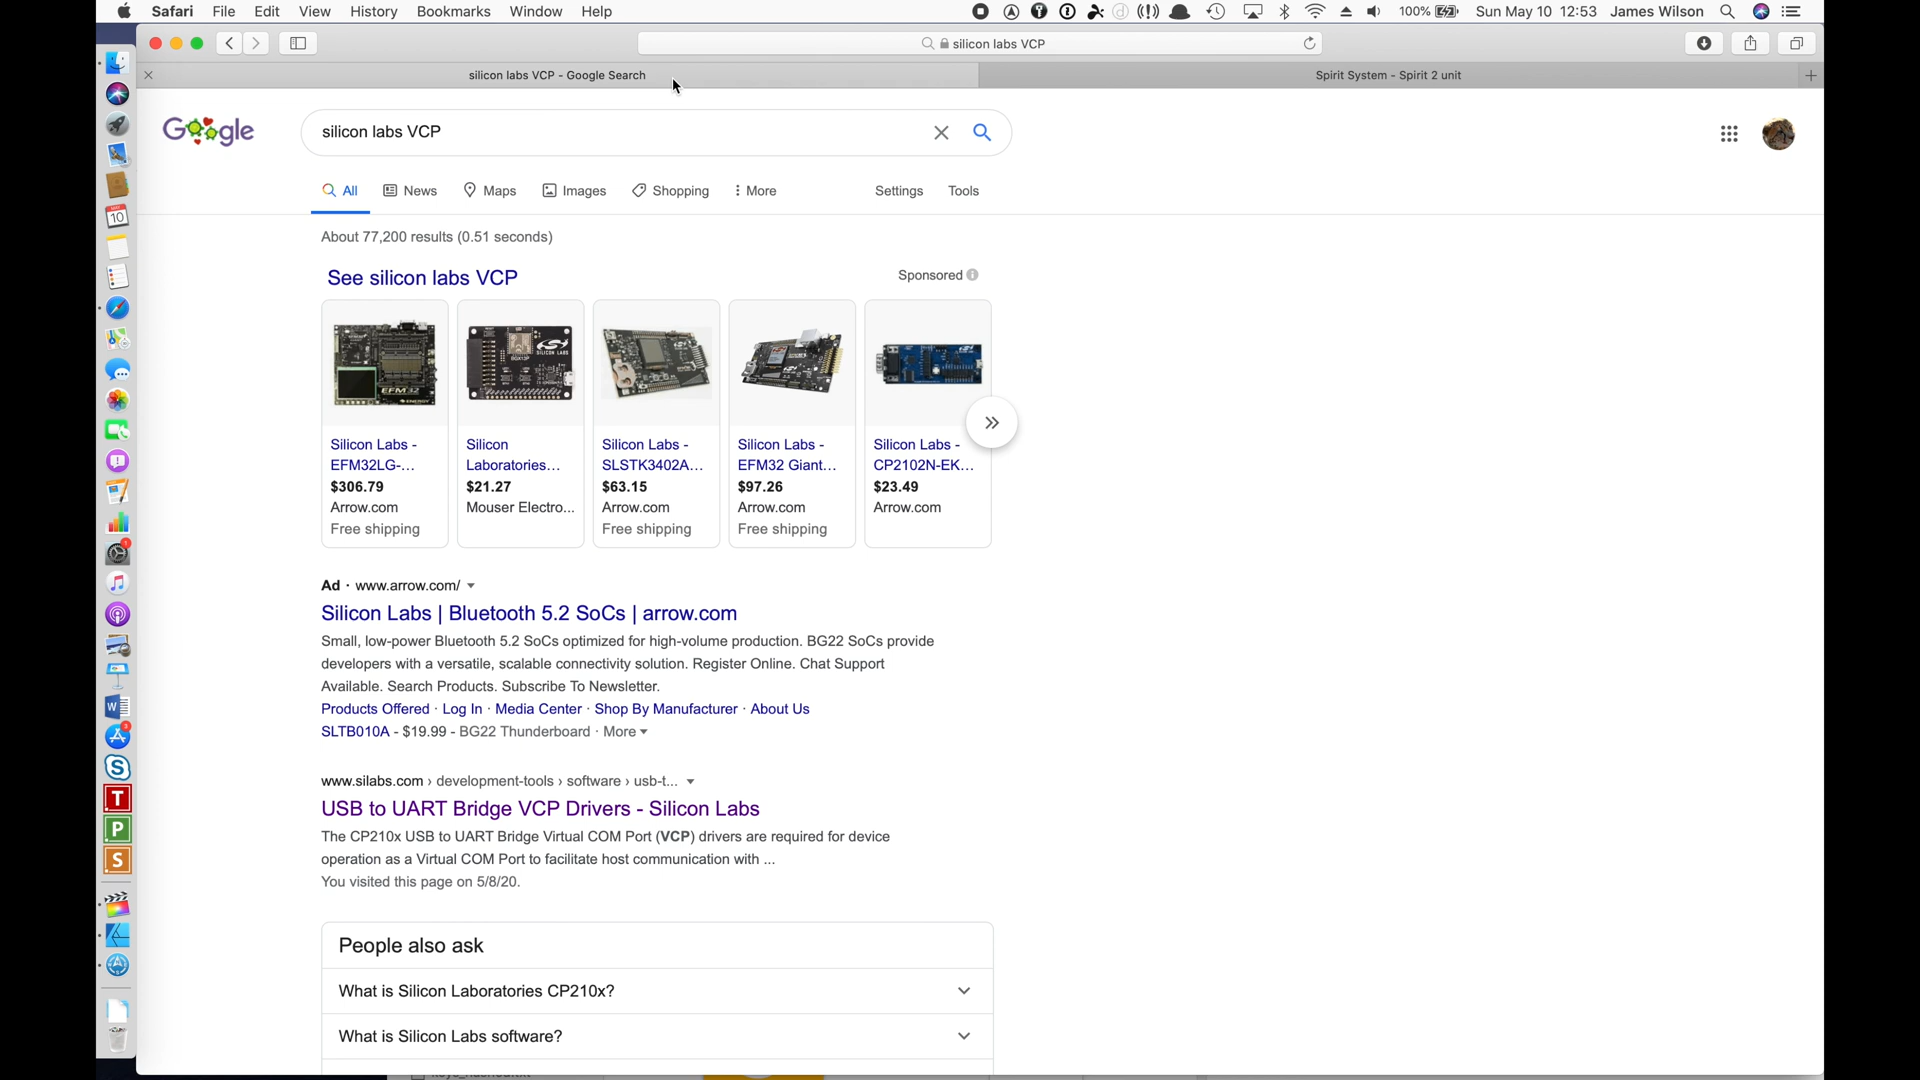 Safari File Edit View History Bookmarks Window Help 100% Sun May 10 12:53 James Wilson
silicon labs VCP
silicon labs VCP - Google Search Spirit System - Spirit 2 unit
Google silicon labs VCP
All News Maps Images Shopping More Settings Tools
About 77,200 results (0.51 seconds)
See silicon labs VCP Sponsored
Silicon Labs -
EFM32LG-...
$306.79
Arrow.com
Free shipping
Silicon
Laboratories...
$21.27
Mouser Electro...
Silicon Labs -
SLSTK3402A...
$63.15
Arrow.com
Free shipping
Silicon Labs -
EFM32 Giant...
$97.26
Arrow.com
Free shipping
Silicon Labs -
CP2102N-EK...
$23.49
Arrow.com
Ad · www.arrow.com/
Silicon Labs | Bluetooth 5.2 SoCs | arrow.com
Small, low-power Bluetooth 5.2 SoCs optimized for high-volume production. BG22 SoCs provide
developers with a versatile, scalable connectivity solution. Register Online. Chat Support
Available. Search Products. Subscribe To Newsletter.
Products Offered · Log In · Media Center · Shop By Manufacturer · About Us
SLTB010A - $19.99 - BG22 Thunderboard · More
www.silabs.com › development-tools › software › usb-t...
USB to UART Bridge VCP Drivers - Silicon Labs
The CP210x USB to UART Bridge Virtual COM Port (VCP) drivers are required for device
operation as a Virtual COM Port to facilitate host communication with ...
You visited this page on 5/8/20.
People also ask
What is Silicon Laboratories CP210x?
What is Silicon Labs software?